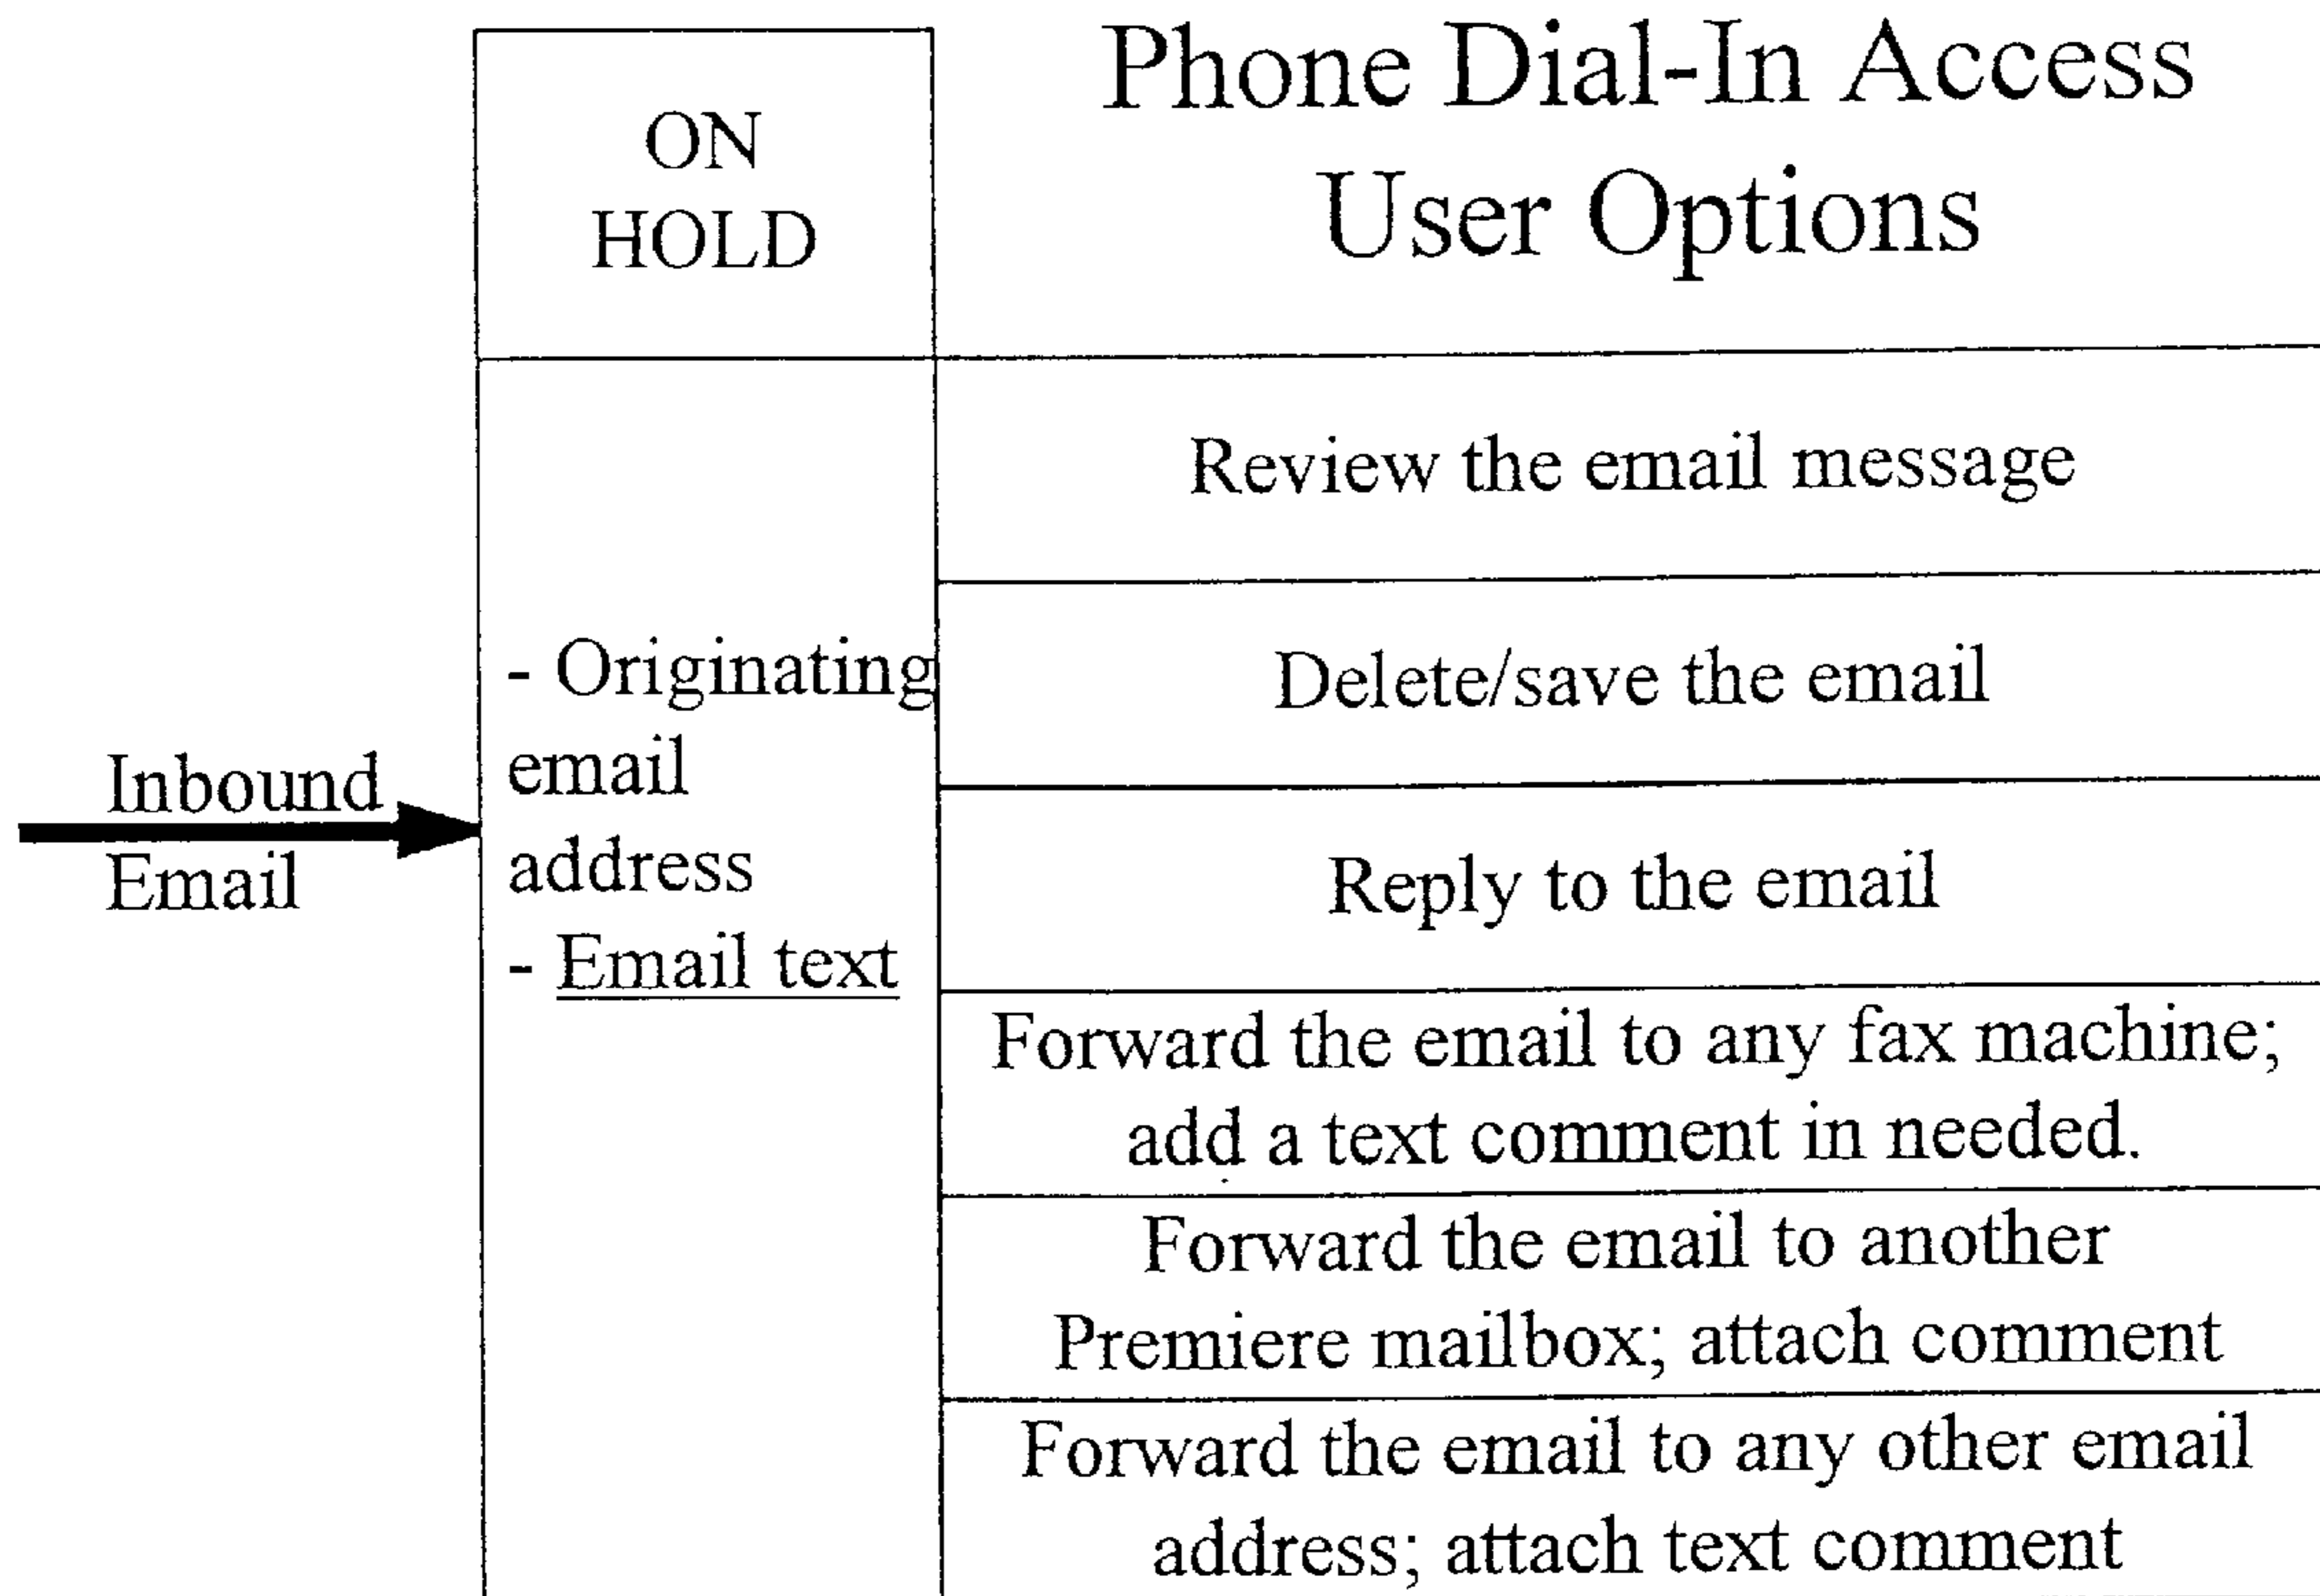 ON
HOLD
Phone Dial-In Access
User Options
Inbound
Email
- Originating
email
address
- Email text
Review the email message
Delete/save the email
Reply to the email
Forward the email to any fax machine;
add a text comment in needed.
Forward the email to another
Premiere mailbox; attach comment
Forward the email to any other email
address; attach text comment